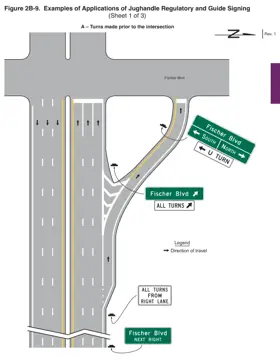 Figure 2B-9. Examples of Applications of Jughandle Regulatory and Guide Signing
(Sheet 1 of 3)
A – Turns made prior to the intersection
Rev. 1
Fischer Blvd
Fischer Blvd
SOUTH NORTH
U TURN
Fischer Blvd
ALL TURNS
Legend
Direction of travel
ALL TURNS
FROM
RIGHT LANE
Fischer Blvd
NEXT RIGHT